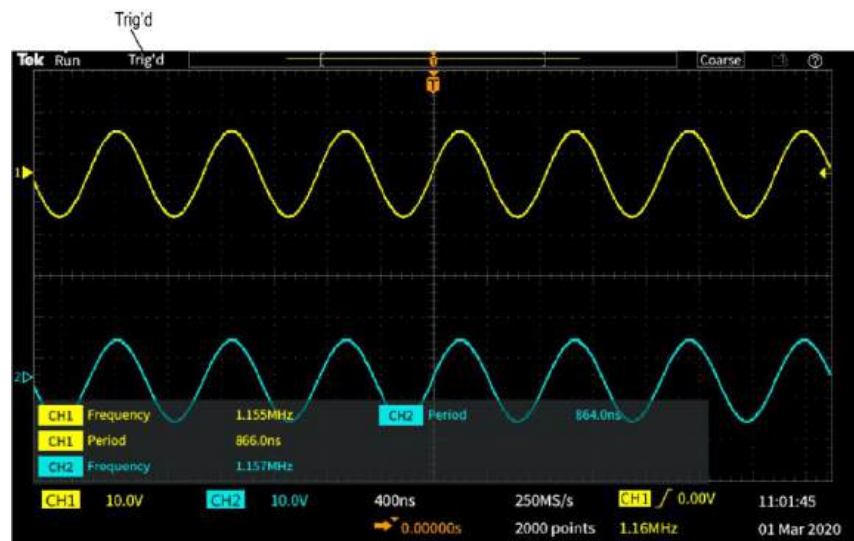 Trig'd
Tek Run Trig'd T Coarse ?
T
1
2
CH1 Frequency 1.155MHz CH2 Period 864.0ns
CH1 Period 866.0ns
CH2 Frequency 1.157MHz
CH1 10.0V CH2 10.0V 400ns 250MS/s CH1 0.00V 11:01:45
0.00000s 2000 points 1.16MHz 01 Mar 2020